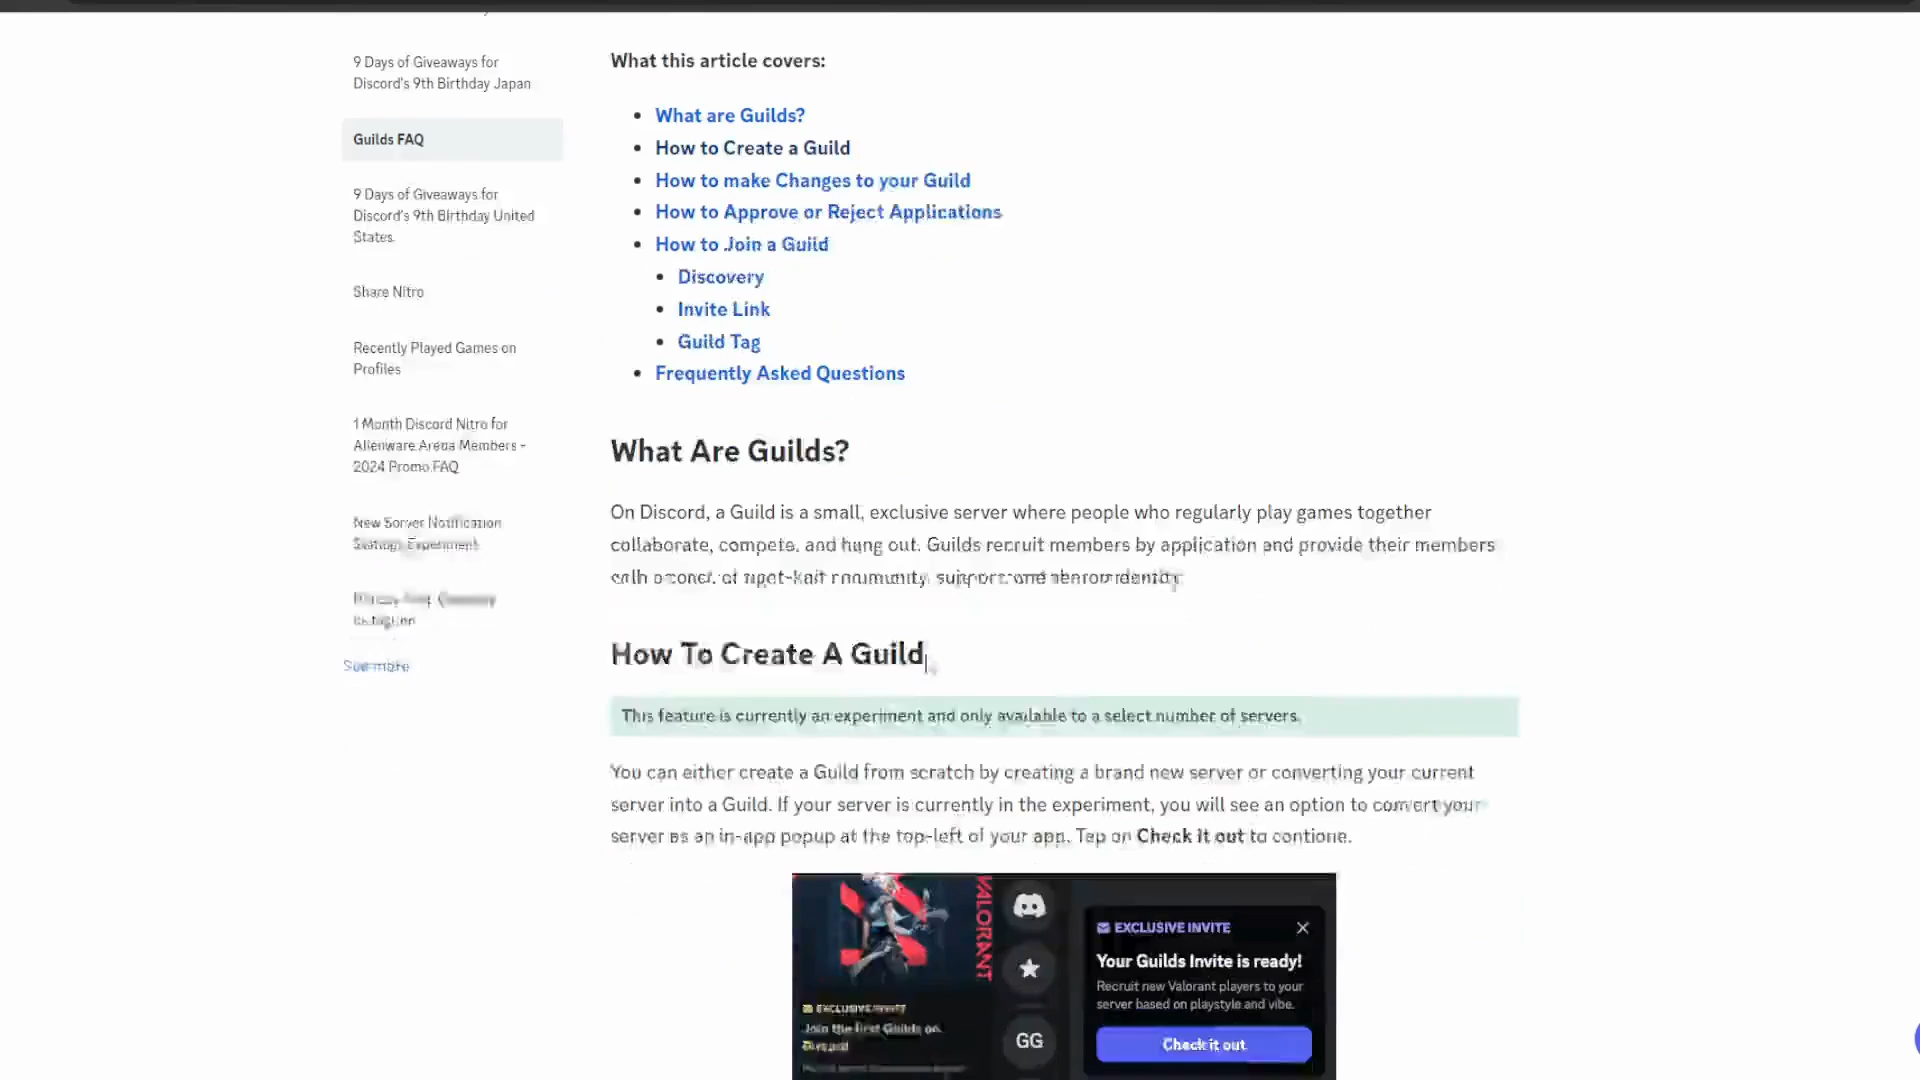 9 Days of Giveaways for
Discord's 9th Birthday Japan
Guilds FAQ
9 Days of Giveaways for
Discord's 9th Birthday United
States
Share Nitro
Recently Played Games on
Profiles
1 Month Discord Nitro for
Alienware Arena Members -
2024 Promo FAQ
New Server Notification
Settings Experiment
See more
What this article covers:
What are Guilds?
How to Create a Guild
How to make Changes to your Guild
How to Approve or Reject Applications
How to Join a Guild
Discovery
Invite Link
Guild Tag
Frequently Asked Questions
What Are Guilds?
On Discord, a Guild is a small, exclusive server where people who regularly play games together
collaborate, compete, and hang out. Guilds recruit members by application and provide their members
community, support and
How To Create A Guild
This feature is currently an experiment and only available to a select number of servers.
You can either create a Guild from scratch by creating a brand new server or converting your current
server into a Guild. If your server is currently in the experiment, you will see an option to convert your
server as an in-app popup at the top-left of your app. Tap on Check it out to continue.
VALORANT
EXCLUSIVE INVITE
Join the first Guilds on
Discord
GG
EXCLUSIVE INVITE
Your Guilds Invite is ready!
Recruit new Valorant players to your
server based on playstyle and vibe.
Check it out